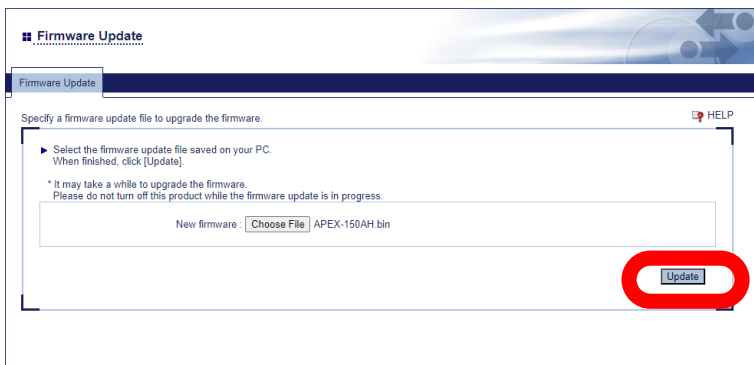 Firmware Update
Firmware Update
Specify a firmware update file to upgrade the firmware.
HELP
Select the firmware update file saved on your PC.
When finished, click [Update].
* It may take a while to upgrade the firmware.
Please do not turn off this product while the firmware update is in progress.
New firmware : Choose File APEX-150AH.bin
Update